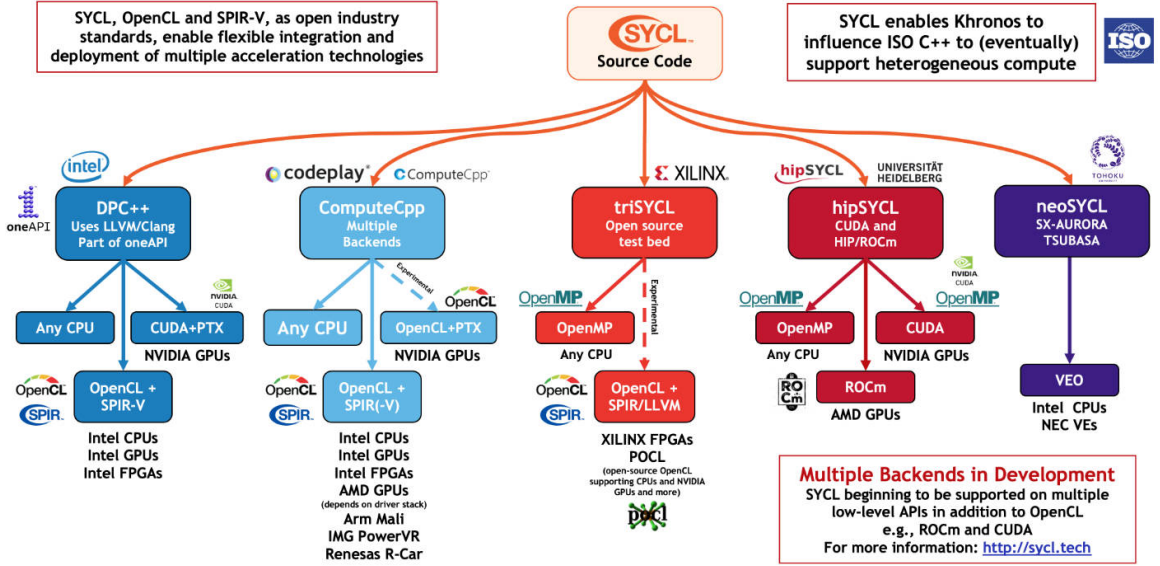 SYCL, OpenCL and SPIR-V, as open industry
standards, enable flexible integration and
deployment of multiple acceleration technologies
SYCL™
Source Code
SYCL enables Khronos to
influence ISO C++ to (eventually)
support heterogeneous compute
ISO
intel
oneAPI
DPC++
Uses LLVM/Clang
Part of oneAPI
NVIDIA
CUDA
Any CPU
CUDA+PTX
NVIDIA GPUs
OpenCL
SPIR™
OpenCL +
SPIR-V
Intel CPUs
Intel GPUs
Intel FPGAs
codeplay®
ComputeCpp™
ComputeCpp
Multiple
Backends
Experimental
OpenCL
Any CPU
OpenCL+PTX
NVIDIA GPUs
OpenCL
SPIR™
OpenCL +
SPIR(-V)
Intel CPUs
Intel GPUs
Intel FPGAs
AMD GPUs
(depends on driver stack)
Arm Mali
IMG PowerVR
Renesas R-Car
XILINX®
triSYCL
Open source
test bed
Experimental
OpenMP
OpenMP
Any CPU
OpenCL
SPIR™
OpenCL +
SPIR/LLVM
XILINX FPGAs
POCL
(open-source OpenCL
supporting CPUs and NVIDIA
GPUs and more)
pocl
hipSYCL
UNIVERSITÄT
HEIDELBERG
hipSYCL
CUDA and
HIP/ROCm
OpenMP
NVIDIA
CUDA
OpenMP
OpenMP
Any CPU
CUDA
NVIDIA GPUs
ROCm
ROCm
AMD GPUs
TOHOKU
UNIVERSITY
neoSYCL
SX-AURORA
TSUBASA
VEO
Intel CPUs
NEC VEs
Multiple Backends in Development
SYCL beginning to be supported on multiple
low-level APIs in addition to OpenCL
e.g., ROCm and CUDA
For more information: http://sycl.tech